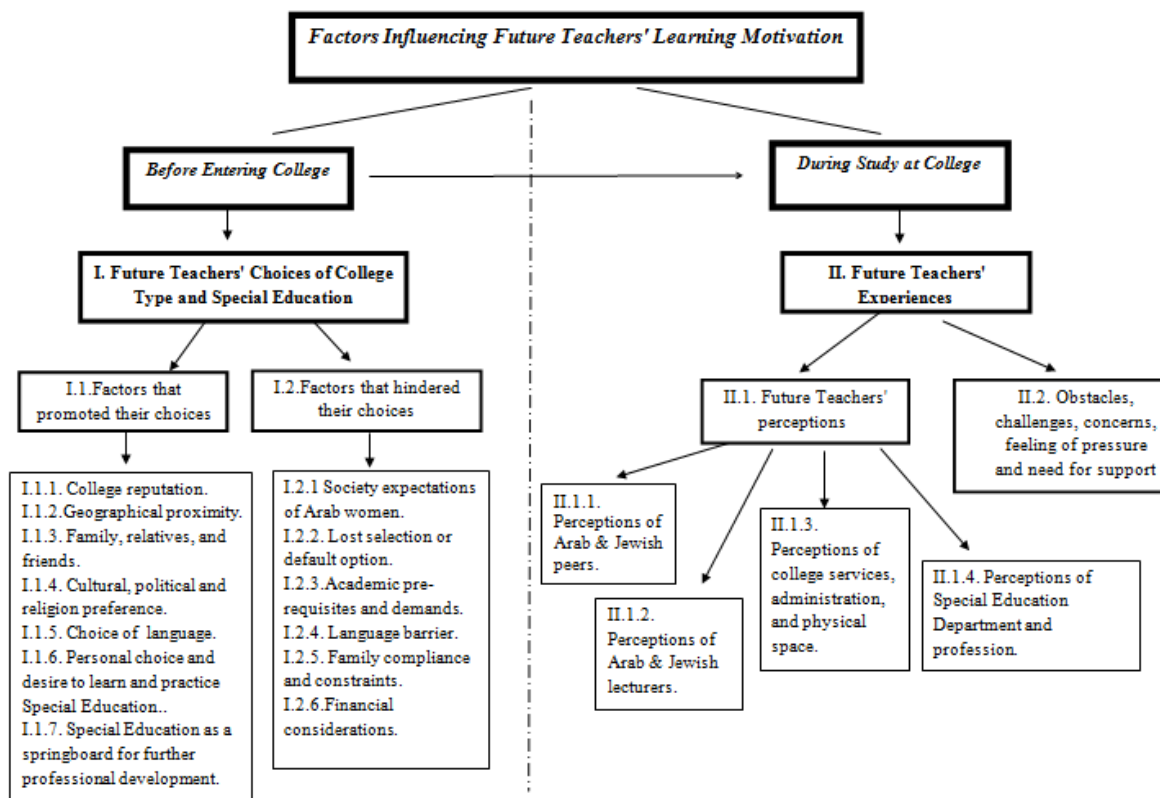 Factors Influencing Future Teachers' Learning Motivation
Before Entering College
During Study at College
I. Future Teachers' Choices of College
Type and Special Education
II. Future Teachers'
Experiences
I.1.Factors that
promoted their choices
I.2.Factors that hindered
their choices
II.1. Future Teachers'
perceptions
II.2. Obstacles,
challenges, concerns,
feeling of pressure
and need for support
I.1.1. College reputation.
I.1.2.Geographical proximity.
I.1.3. Family, relatives, and
friends.
I.1.4. Cultural, political and
religion preference.
I.1.5. Choice of language.
I.1.6. Personal choice and
desire to learn and practice
Special Education..
I.1.7. Special Education as a
springboard for further
professional development.
I.2.1 Society expectations
of Arab women.
I.2.2. Lost selection or
default option.
I.2.3.Academic pre-
requisites and demands.
I.2.4. Language barrier.
I.2.5. Family compliance
and constraints.
I.2.6.Financial
considerations.
II.1.1.
Perceptions of
Arab & Jewish
peers.
II.1.2.
Perceptions of
Arab & Jewish
lecturers.
II.1.3.
Perceptions of
college services,
administration,
and physical
space.
II.1.4. Perceptions of
Special Education
Department and
profession.